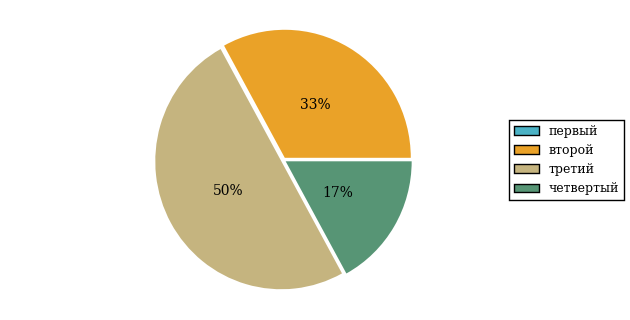 33%
50%
17%
первый
второй
третий
четвертый